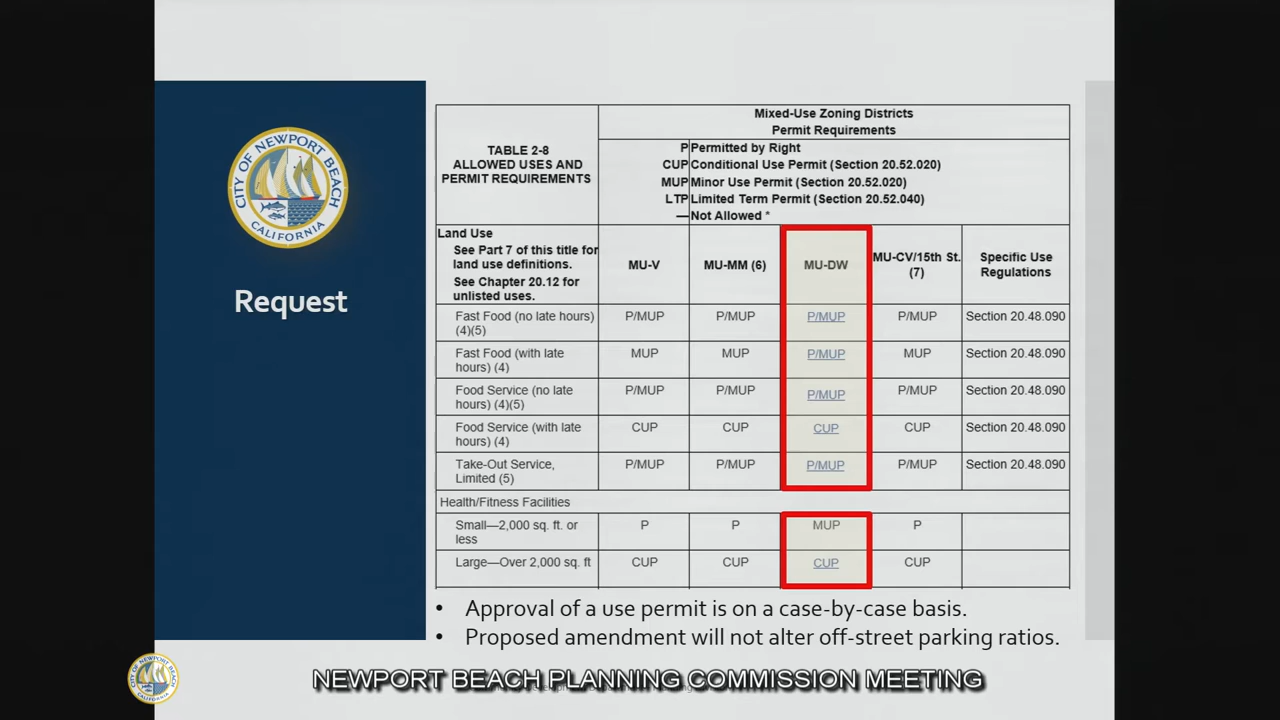 CITY OF NEWPORT BEACH
CALIFORNIA
Request
TABLE 2-8
ALLOWED USES AND
PERMIT REQUIREMENTS
Mixed-Use Zoning Districts
Permit Requirements
P Permitted by Right
CUP Conditional Use Permit (Section 20.52.020)
MUP Minor Use Permit (Section 20.52.020)
LTP Limited Term Permit (Section 20.52.040)
— Not Allowed *
Land Use
See Part 7 of this title for
land use definitions.
See Chapter 20.12 for
unlisted uses.
MU-V
MU-MM (6)
MU-DW
MU-CV/15th St.
(7)
Specific Use
Regulations
Fast Food (no late hours)
(4)(5)
P/MUP P/MUP P/MUP P/MUP Section 20.48.090
Fast Food (with late
hours) (4)
MUP MUP P/MUP MUP Section 20.48.090
Food Service (no late
hours) (4)(5)
P/MUP P/MUP P/MUP P/MUP Section 20.48.090
Food Service (with late
hours) (4)
CUP CUP CUP CUP Section 20.48.090
Take-Out Service,
Limited (5)
P/MUP P/MUP P/MUP P/MUP Section 20.48.090
Health/Fitness Facilities
Small—2,000 sq. ft. or
less
P P MUP P
Large—Over 2,000 sq. ft
CUP CUP CUP CUP
• Approval of a use permit is on a case-by-case basis.
• Proposed amendment will not alter off-street parking ratios.
NEWPORT BEACH PLANNING COMMISSION MEETING